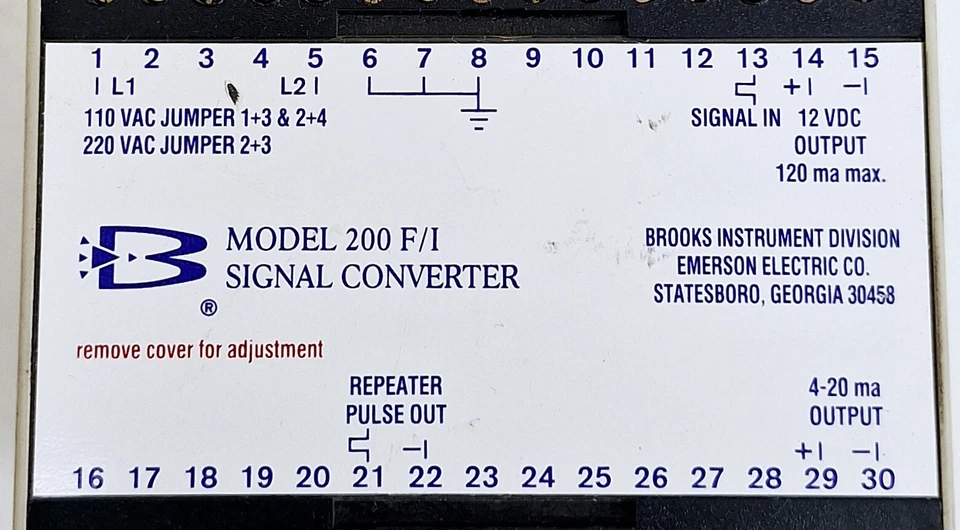 1 2 3 4 5 6 7 8 9 10 11 12 13 14 15
L1 L2 + −
110 VAC JUMPER 1+3 & 2+4 SIGNAL IN 12 VDC
220 VAC JUMPER 2+3 OUTPUT
120 ma max.
B MODEL 200 F/I
SIGNAL CONVERTER
®
BROOKS INSTRUMENT DIVISION
EMERSON ELECTRIC CO.
STATESBORO, GEORGIA 30458
remove cover for adjustment
REPEATER
PULSE OUT
−
4-20 ma
OUTPUT
+ −
16 17 18 19 20 21 22 23 24 25 26 27 28 29 30